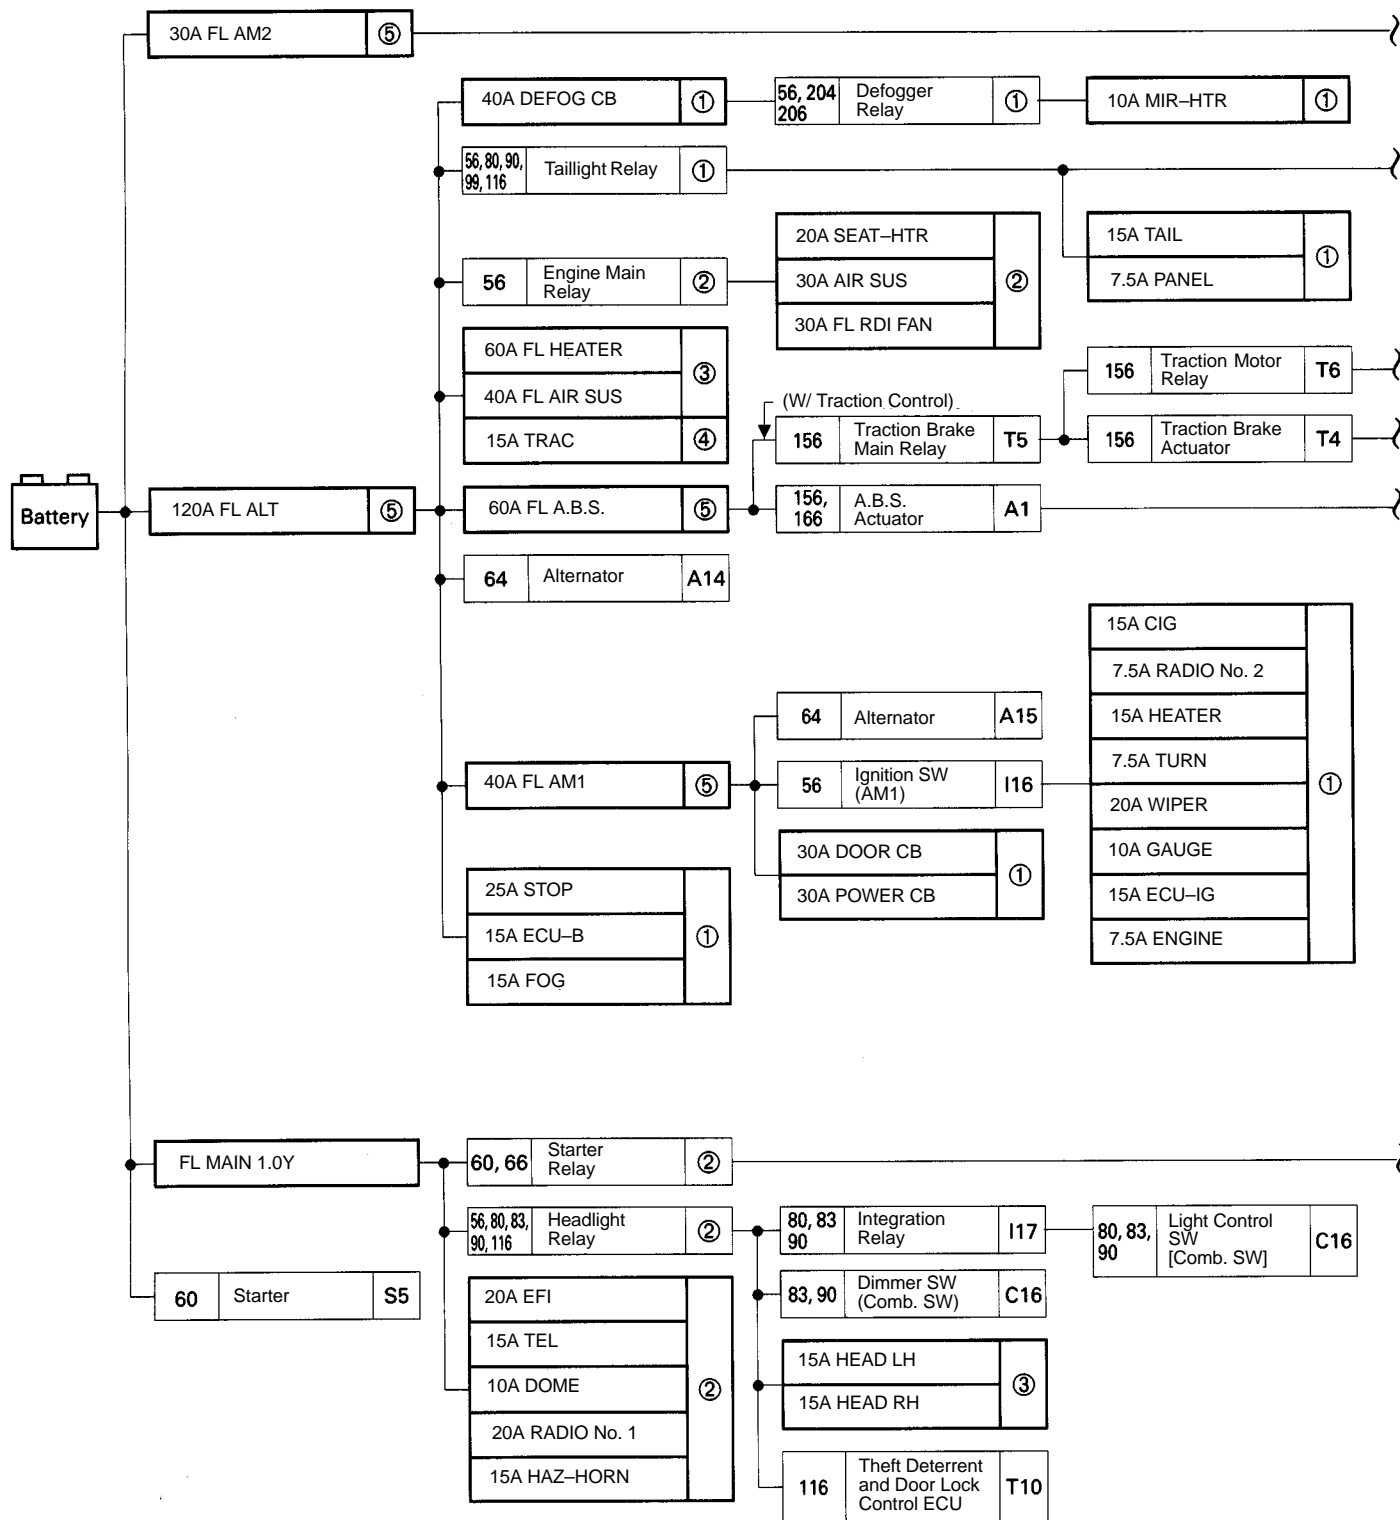 30A FL AM2 ⑤
40A DEFOG CB ①
56, 204
206
Defogger
Relay
①
10A MIR–HTR ①
56, 80, 90,
99, 116
Taillight Relay
①
20A SEAT–HTR
30A AIR SUS
30A FL RDI FAN
②
15A TAIL
7.5A PANEL
①
56
Engine Main
Relay
②
60A FL HEATER
40A FL AIR SUS
③
15A TRAC ④
(W/ Traction Control)
156
Traction Brake
Main Relay
T5
156
Traction Motor
Relay
T6
156
Traction Brake
Actuator
T4
Battery
120A FL ALT ⑤
60A FL A.B.S. ⑤
156,
166
A.B.S.
Actuator
A1
64 Alternator A14
15A CIG
7.5A RADIO No. 2
15A HEATER
7.5A TURN
20A WIPER
10A GAUGE
15A ECU–IG
7.5A ENGINE
①
64 Alternator A15
40A FL AM1 ⑤
56
Ignition SW
(AM1)
I16
30A DOOR CB
30A POWER CB
①
25A STOP
15A ECU–B
15A FOG
①
FL MAIN 1.0Y
60, 66
Starter
Relay
②
56, 80, 83,
90, 116
Headlight
Relay
②
80, 83
90
Integration
Relay
I17
80, 83,
90
Light Control
SW
[Comb. SW]
C16
60 Starter S5
83, 90
Dimmer SW
(Comb. SW)
C16
20A EFI
15A TEL
10A DOME
20A RADIO No. 1
15A HAZ–HORN
②
15A HEAD LH
15A HEAD RH
③
116
Theft Deterrent
and Door Lock
Control ECU
T10